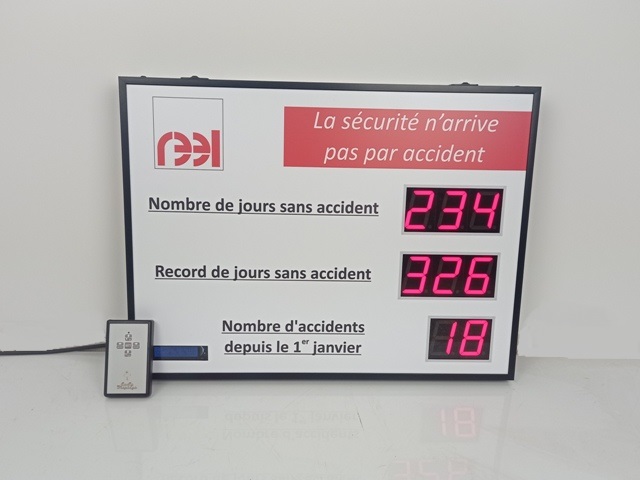 reel
La sécurité n'arrive
pas par accident
Nombre de jours sans accident 234
Record de jours sans accident 326
Nombre d'accidents
depuis le 1er janvier 18